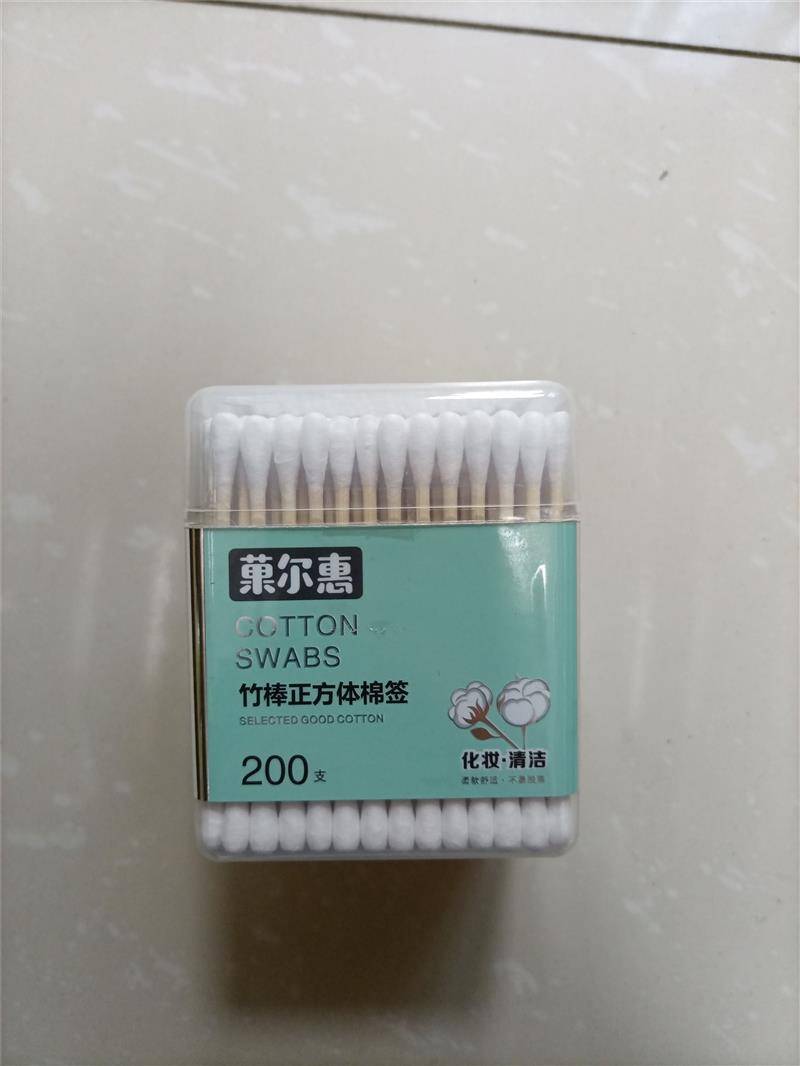 菓尔惠
COTTON
SWABS
竹棒正方体棉签
SELECTED GOOD COTTON
200支
化妆·清洁
柔软舒适·不易脱落